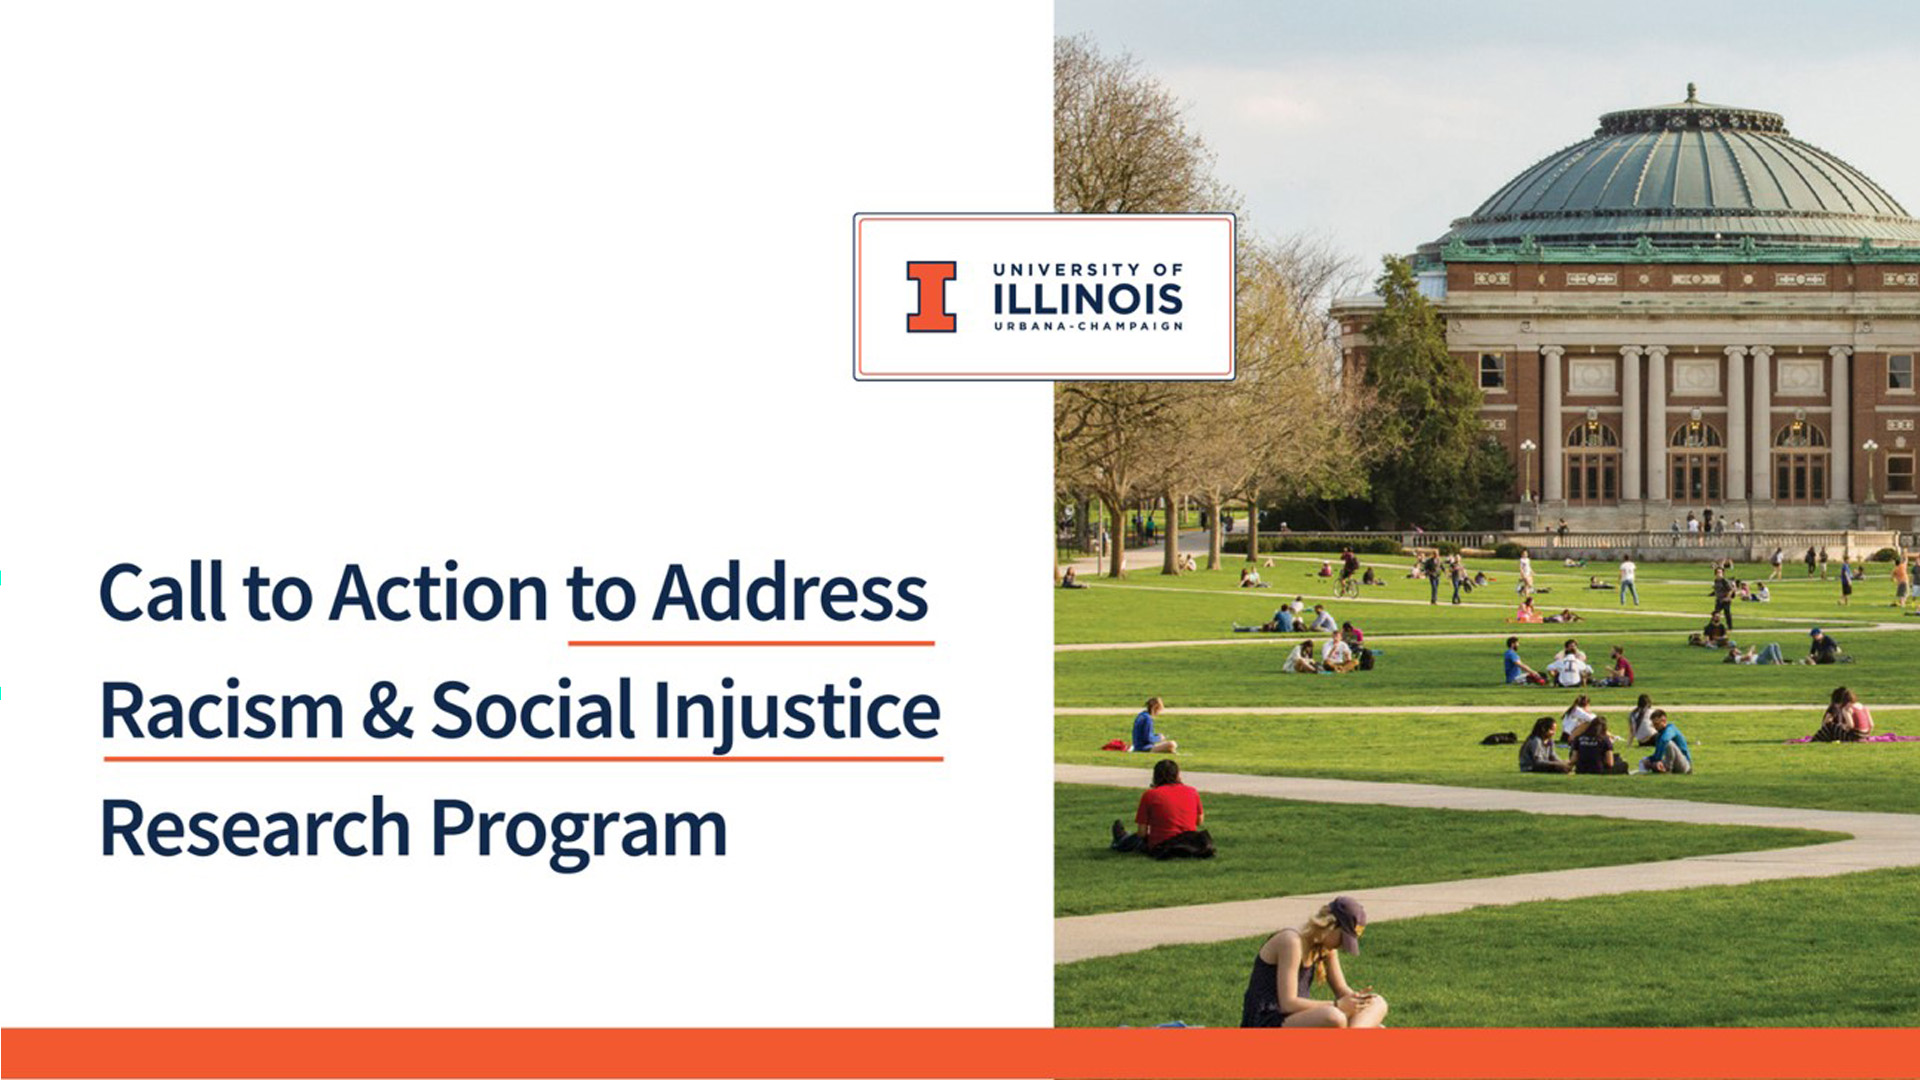 UNIVERSITY OF
ILLINOIS
URBANA-CHAMPAIGN
Call to Action to Address
Racism & Social Injustice
Research Program